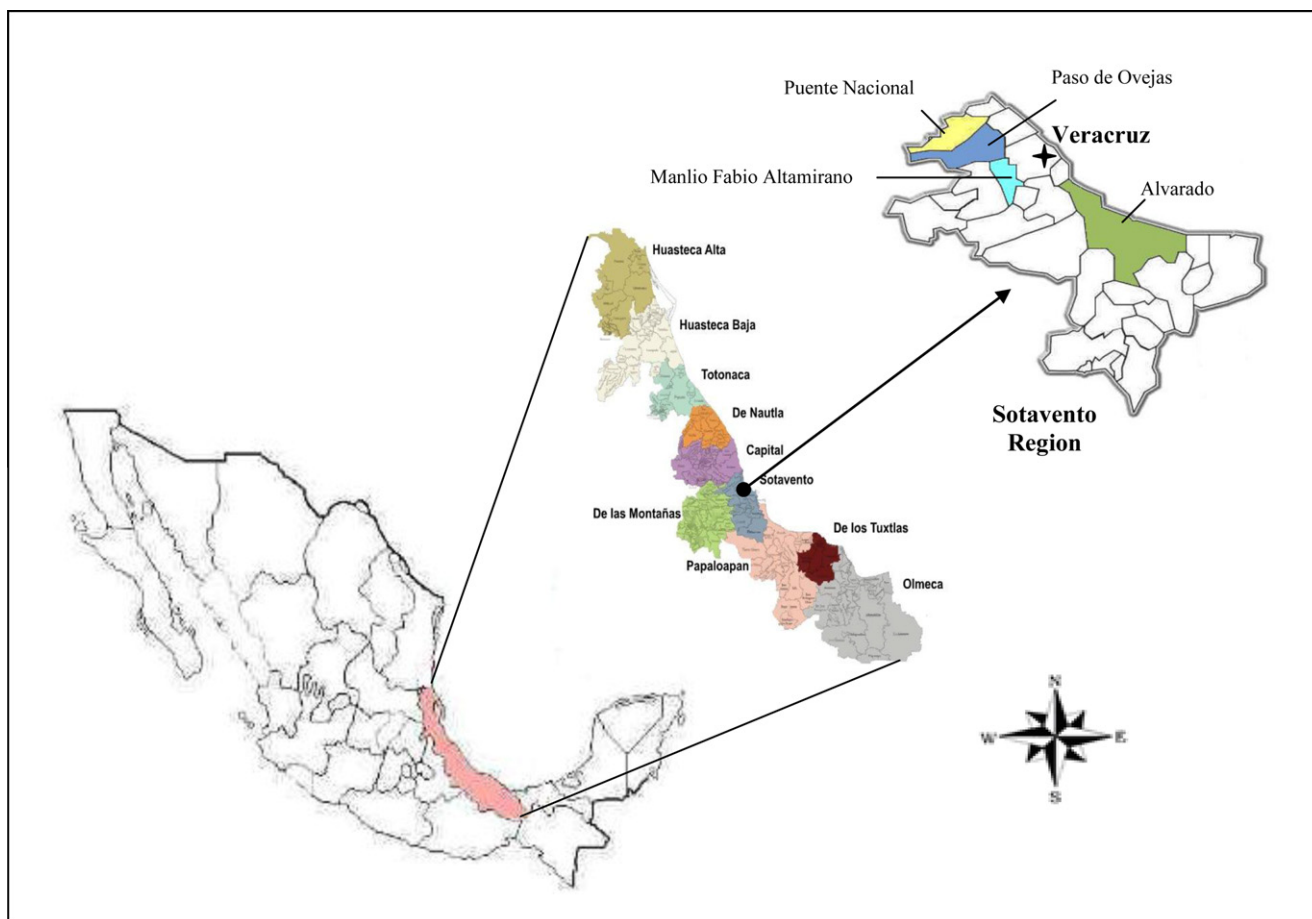 Puente Nacional
Paso de Ovejas
Veracruz
Manlio Fabio Altamirano
Alvarado
Huasteca Alta
Huasteca Baja
Totonaca
De Nautla
Capital
Sotavento
De las Montañas
De los Tuxtlas
Papaloapan
Olmeca
Sotavento
Region
N
W
E
S